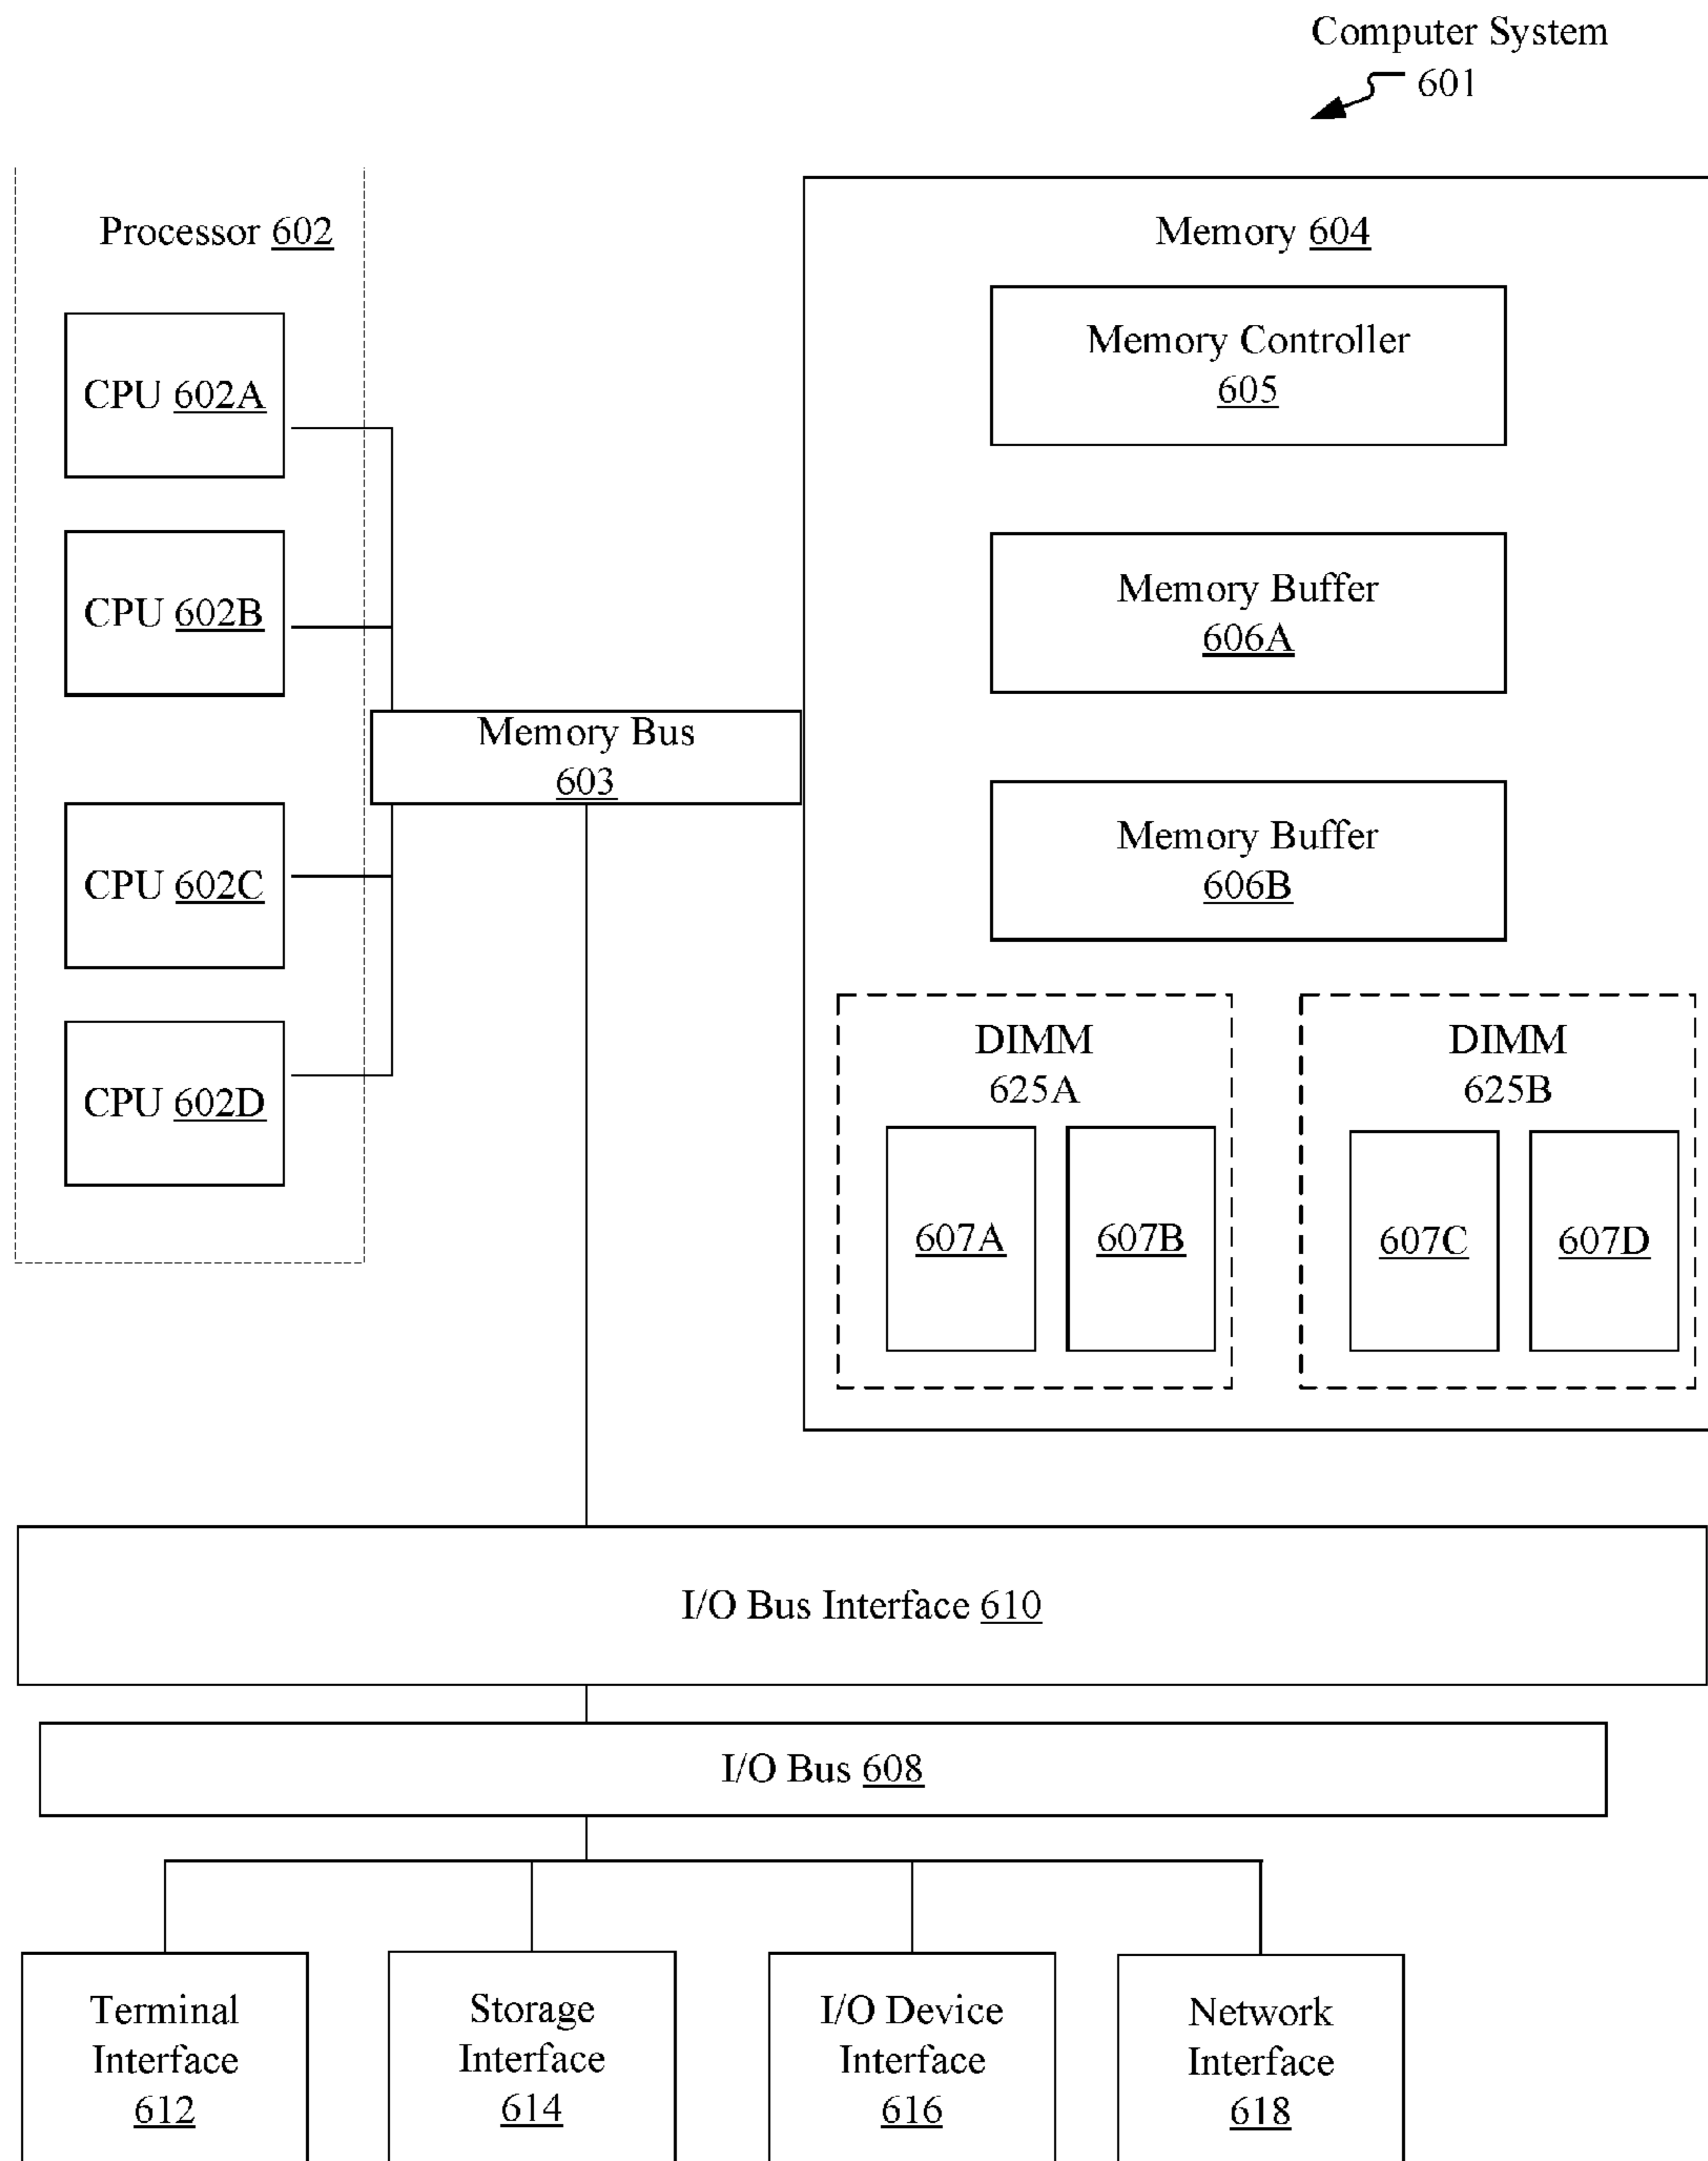 Computer System
601
Processor 602
CPU 602A
CPU 602B
CPU 602C
CPU 602D
Memory Bus
603
Memory 604
Memory Controller
605
Memory Buffer
606A
Memory Buffer
606B
DIMM
625A
607A
607B
DIMM
625B
607C
607D
I/O Bus Interface 610
I/O Bus 608
Terminal
Interface
612
Storage
Interface
614
I/O Device
Interface
616
Network
Interface
618